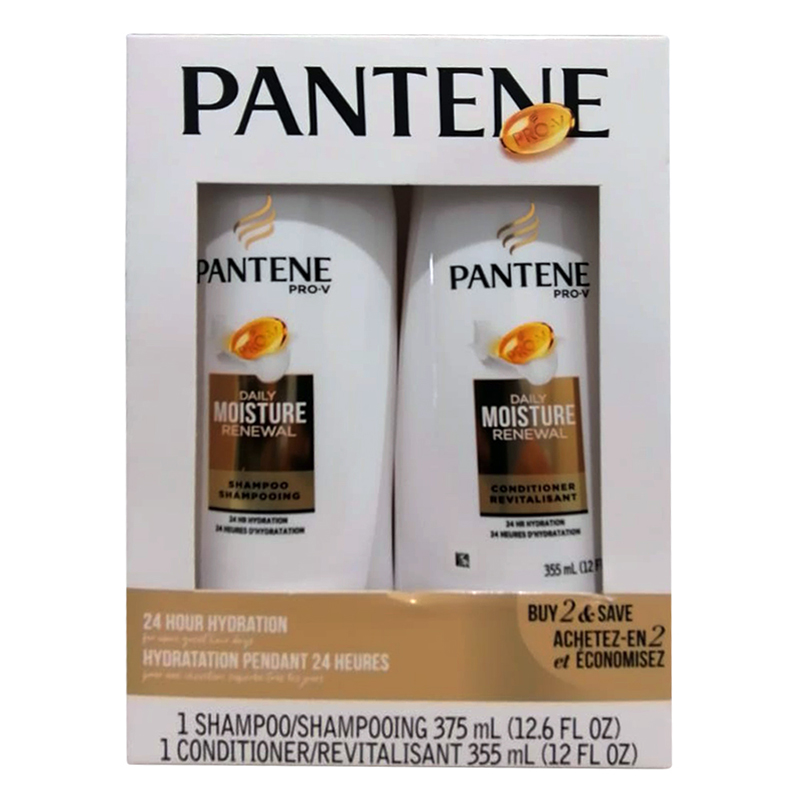 PANTENE
PRO-V
PANTENE
PRO-V
PRO-V
DAILY
MOISTURE
RENEWAL
SHAMPOO
SHAMPOOING
24 HR HYDRATION
24 HEURES D'HYDRATATION
PANTENE
PRO-V
PRO-V
DAILY
MOISTURE
RENEWAL
CONDITIONER
REVITALISANT
24 HR HYDRATION
24 HEURES D'HYDRATATION
355 mL (12 F
24 HOUR HYDRATION
HYDRATATION PENDANT 24 HEURES
BUY 2 & SAVE
ACHETEZ-EN 2
et ÉCONOMISEZ
1 SHAMPOO/SHAMPOOING 375 mL (12.6 FL OZ)
1 CONDITIONER/REVITALISANT 355 mL (12 FL OZ)